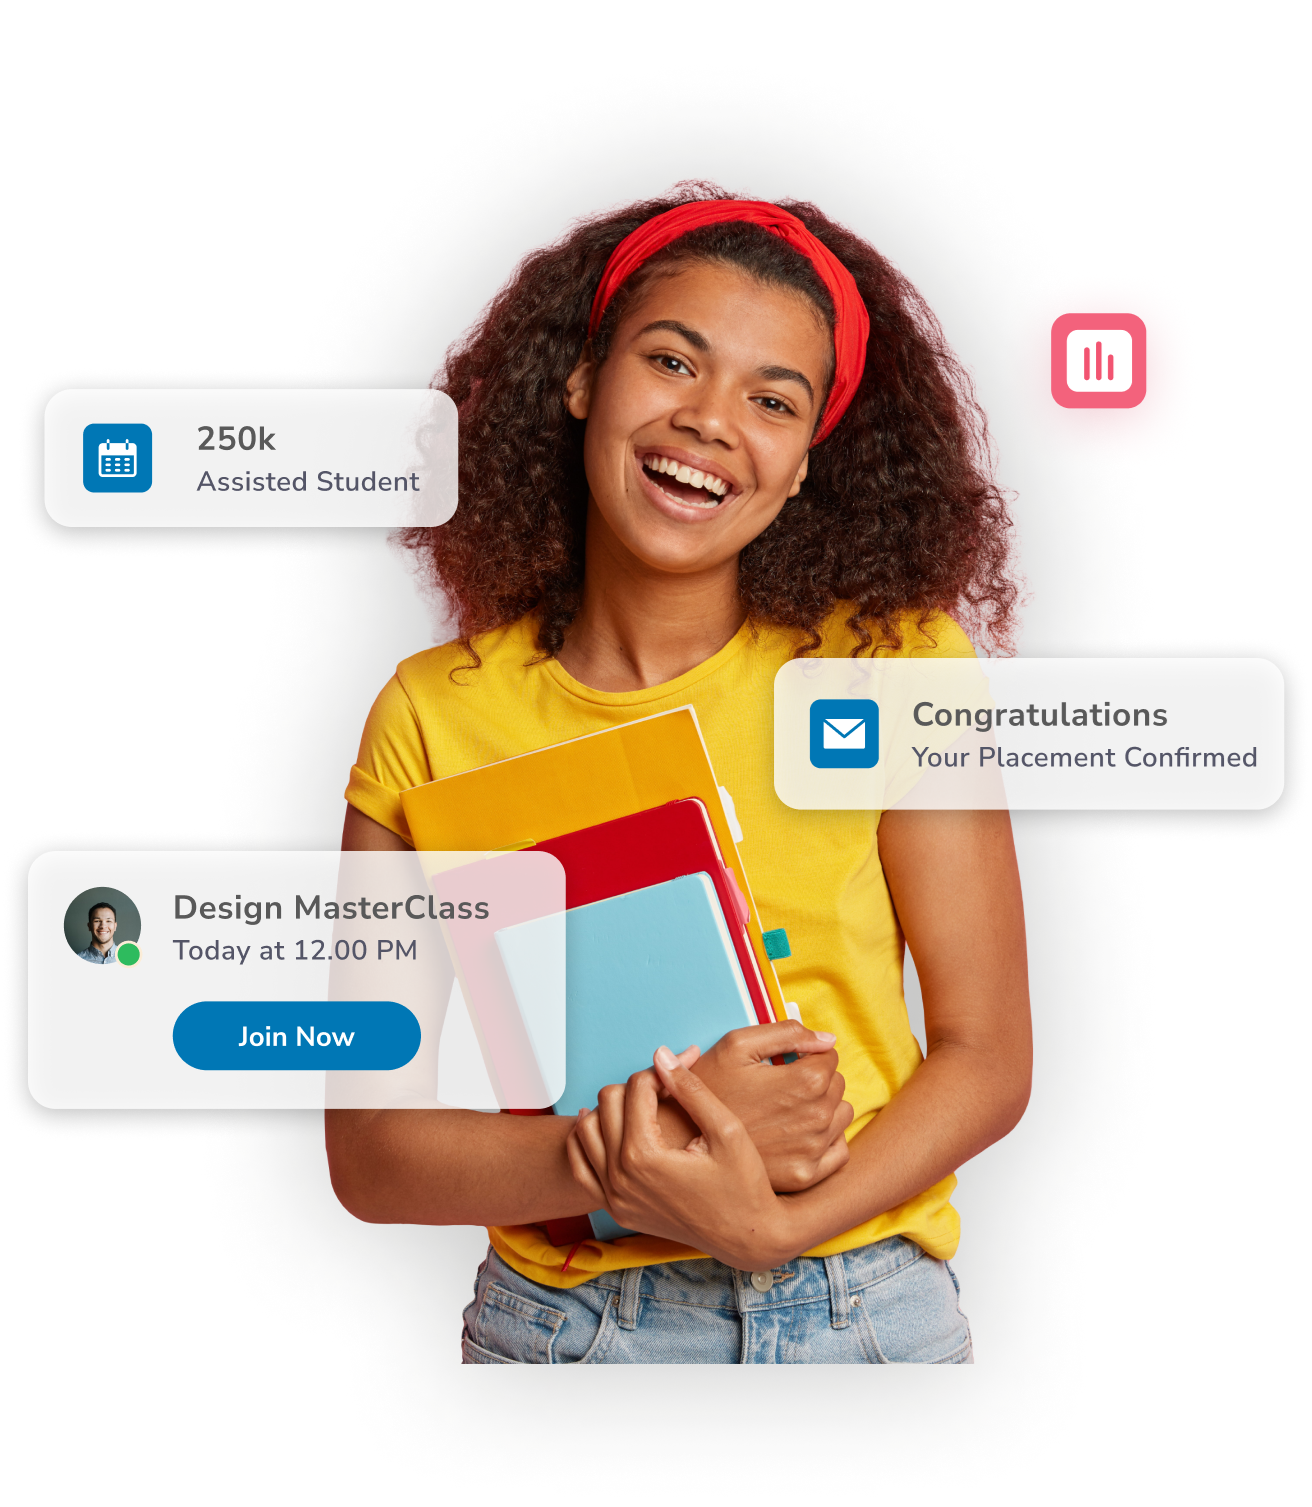 250k
Assisted Student
Congratulations
Your Placement Confirmed
Design MasterClass
Today at 12.00 PM
Join Now